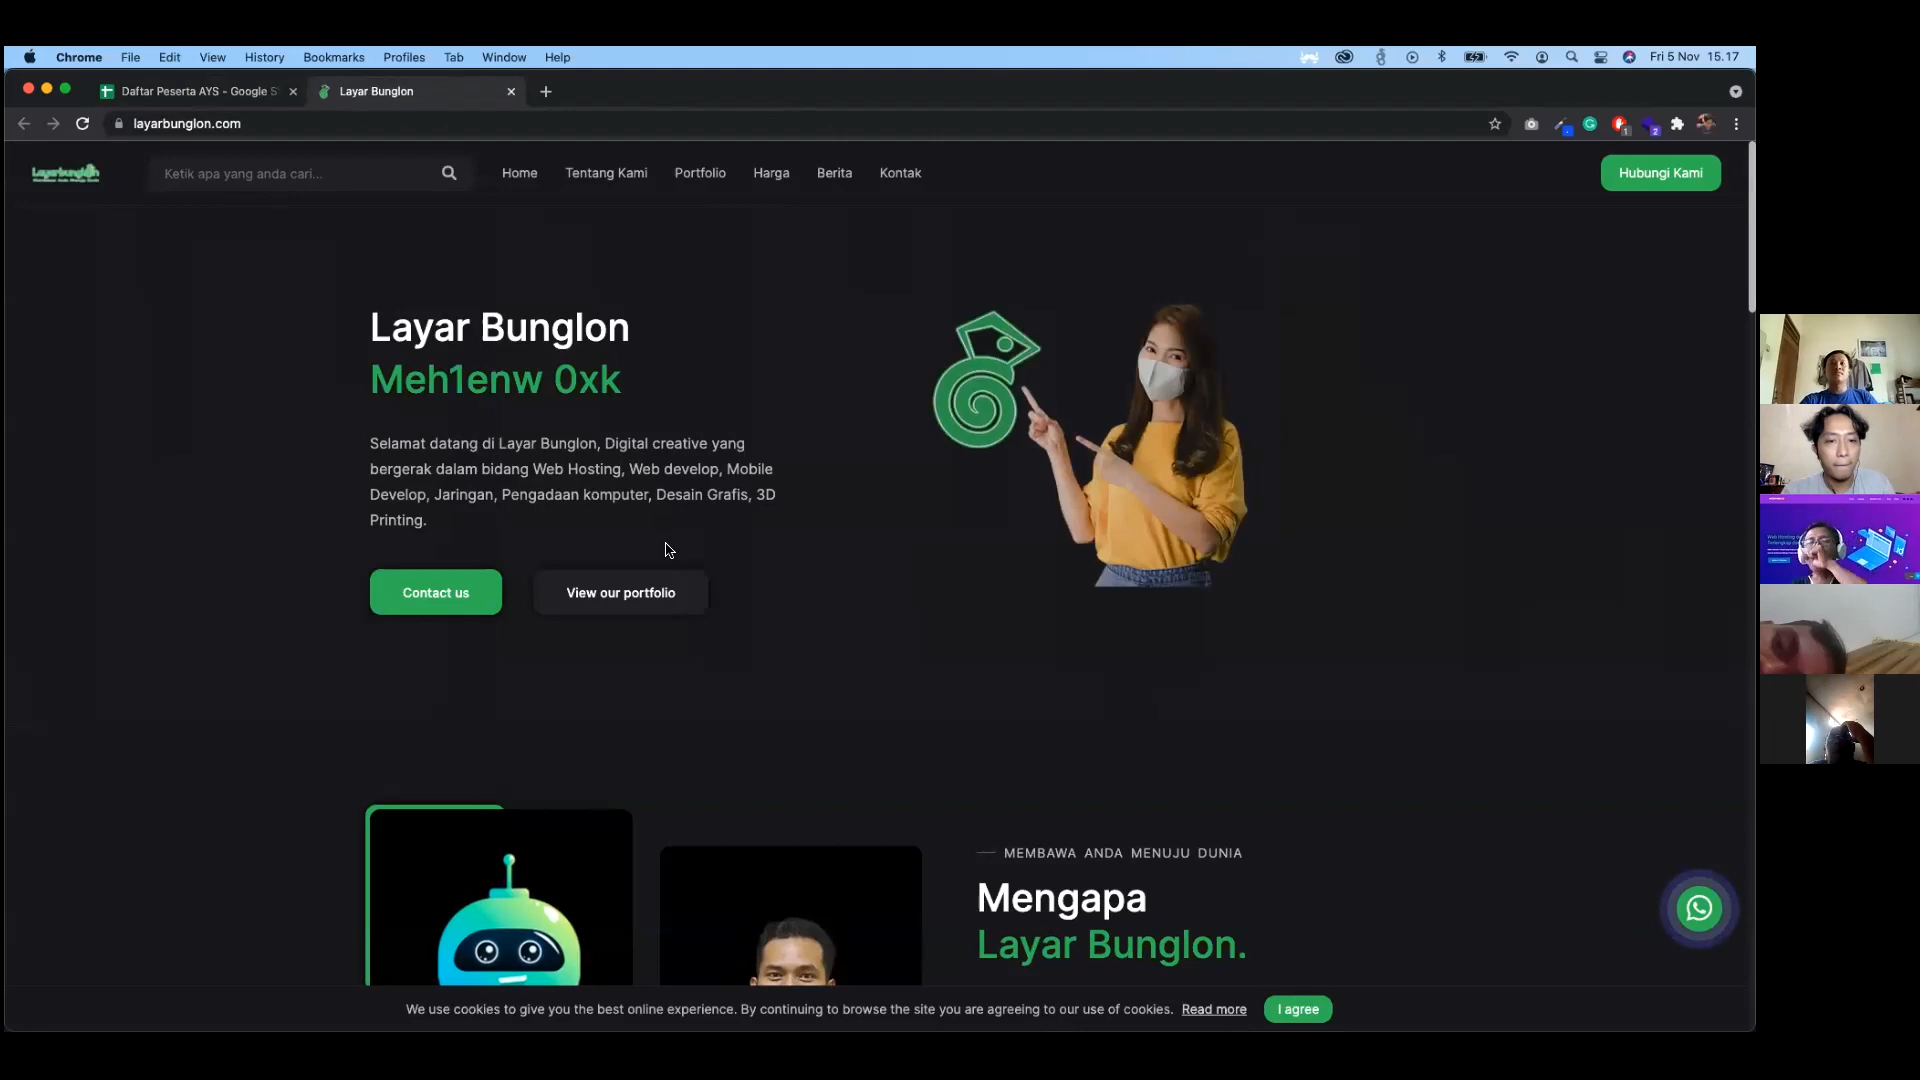 Chrome File Edit View History Bookmarks Profiles Tab Window Help
Fri 5 Nov 15.17
Daftar Peserta AYS - Google S
Layar Bunglon
layarbunglon.com
1
2
Layarbunglon
Ketik apa yang anda cari...
Home Tentang Kami Portfolio Harga Berita Kontak
Hubungi Kami
Layar Bunglon
Meh1enw 0xk
Selamat datang di Layar Bunglon, Digital creative yang
bergerak dalam bidang Web Hosting, Web develop, Mobile
Develop, Jaringan, Pengadaan komputer, Desain Grafis, 3D
Printing.
Contact us
View our portfolio
MEMBAWA ANDA MENUJU DUNIA
Mengapa
Layar Bunglon.
We use cookies to give you the best online experience. By continuing to browse the site you are agreeing to our use of cookies. Read more
I agree